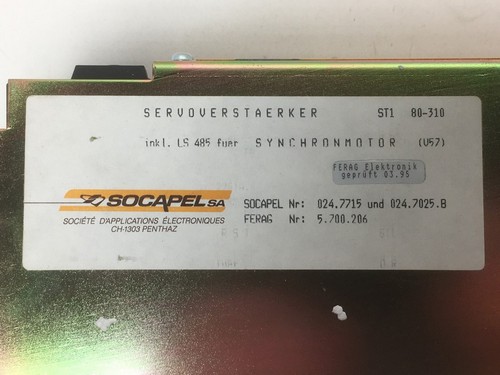 SERVOVERSTAERKER ST1 80-310
inkl. LS 485 fuer SYNCHRONMOTOR (V57)
FERAG Elektronik
geprüft 03.95
SOCAPEL SA
SOCIÉTÉ D'APPLICATIONS ÉLECTRONIQUES
CH-1303 PENTHAZ
SOCAPEL Nr: 024.7715 und 024.7025.B
FERAG Nr: 5.700.206